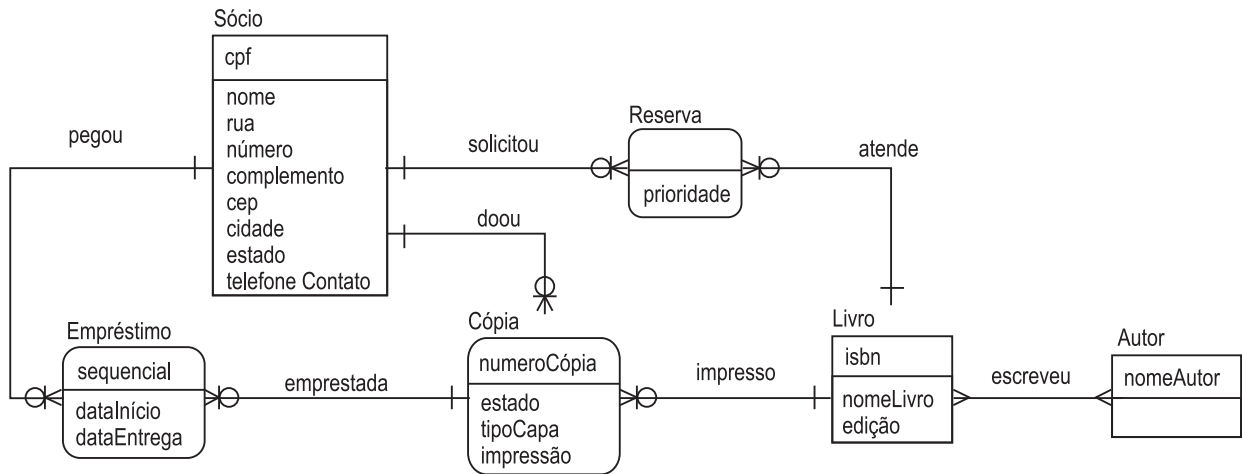 Sócio
cpf
nome
rua
número
complemento
cep
cidade
estado
telefone Contato
pegou
solicitou
doou
Reserva
prioridade
atende
Empréstimo
sequencial
dataInício
dataEntrega
emprestada
Cópia
numeroCópia
estado
tipoCapa
impressão
impresso
Livro
isbn
nomeLivro
edição
escreveu
Autor
nomeAutor